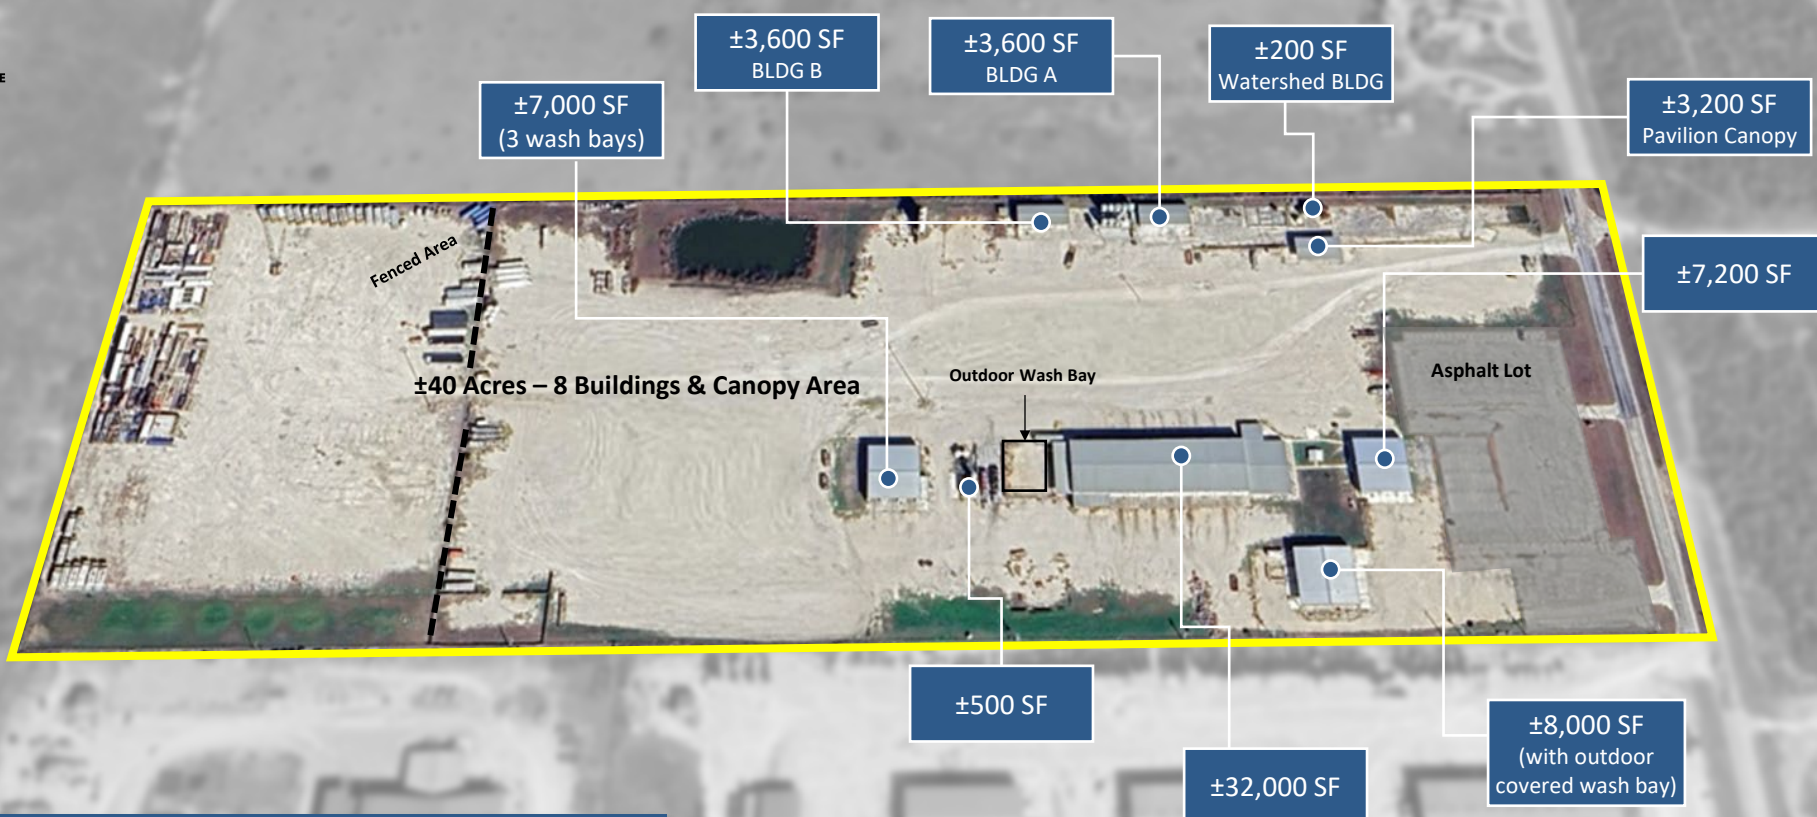 E
±3,600 SF
BLDG B
±3,600 SF
BLDG A
±200 SF
Watershed BLDG
±3,200 SF
Pavilion Canopy
±7,000 SF
(3 wash bays)
Fenced Area
±7,200 SF
±40 Acres – 8 Buildings & Canopy Area
Outdoor Wash Bay
Asphalt Lot
±500 SF
±32,000 SF
±8,000 SF
(with outdoor
covered wash bay)